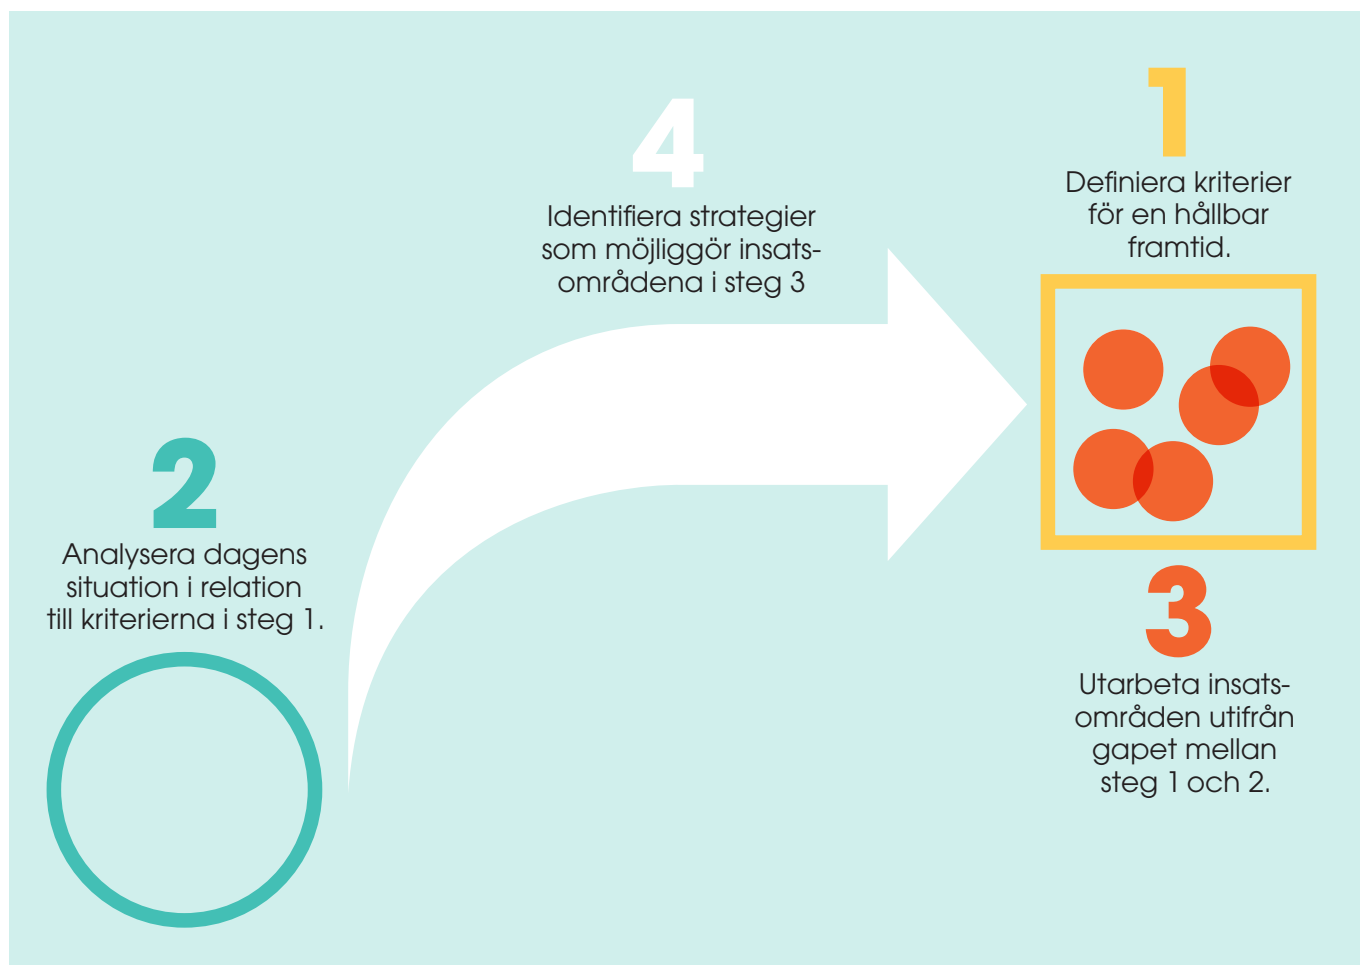 1
Definiera kriterier
för en hållbar
framtid.
2
Analysera dagens
situation i relation
till kriterierna i steg 1.
3
Utarbeta insats-
områden utifrån
gapet mellan
steg 1 och 2.
4
Identifiera strategier
som möjliggör insats-
områdena i steg 3